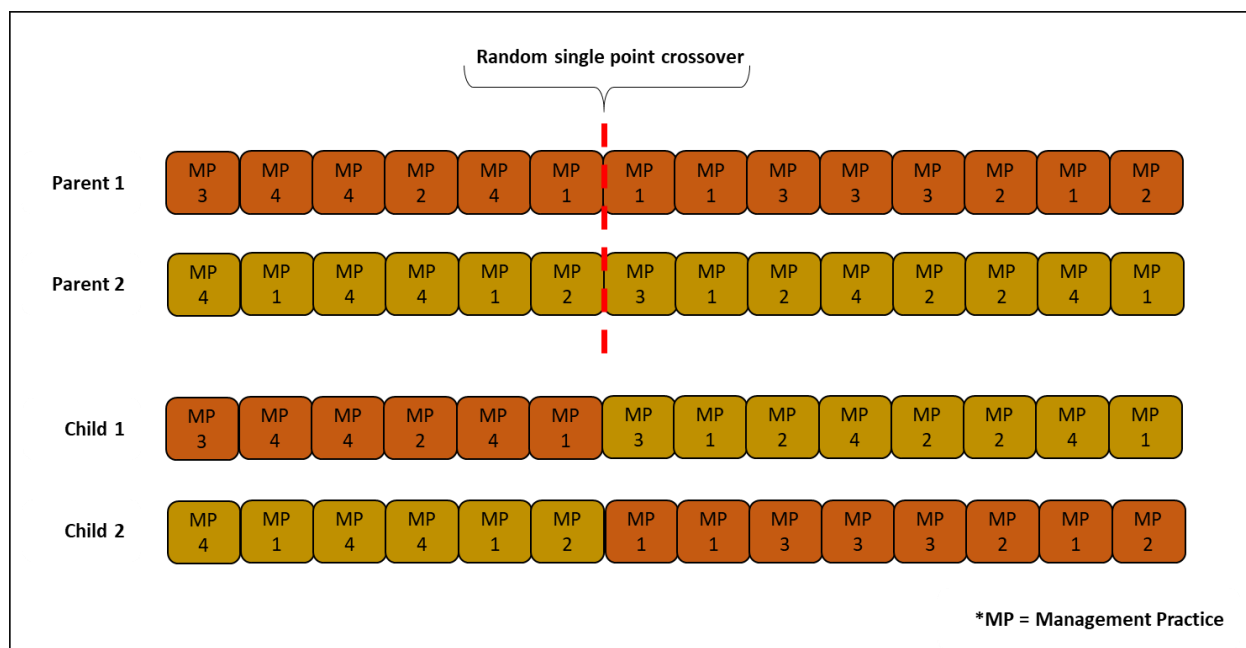 Random single point crossover
Parent 1
MP MP MP MP MP MP MP MP MP MP MP MP MP MP
3 4 4 2 4 1 1 1 3 3 3 2 1 2
Parent 2
MP MP MP MP MP MP MP MP MP MP MP MP MP MP
4 1 4 4 1 2 3 1 2 4 2 2 4 1
Child 1
MP MP MP MP MP MP MP MP MP MP MP MP MP MP
3 4 4 2 4 1 3 1 2 4 2 2 4 1
Child 2
MP MP MP MP MP MP MP MP MP MP MP MP MP MP
4 1 4 4 1 2 1 1 3 3 3 2 1 2
*MP = Management Practice